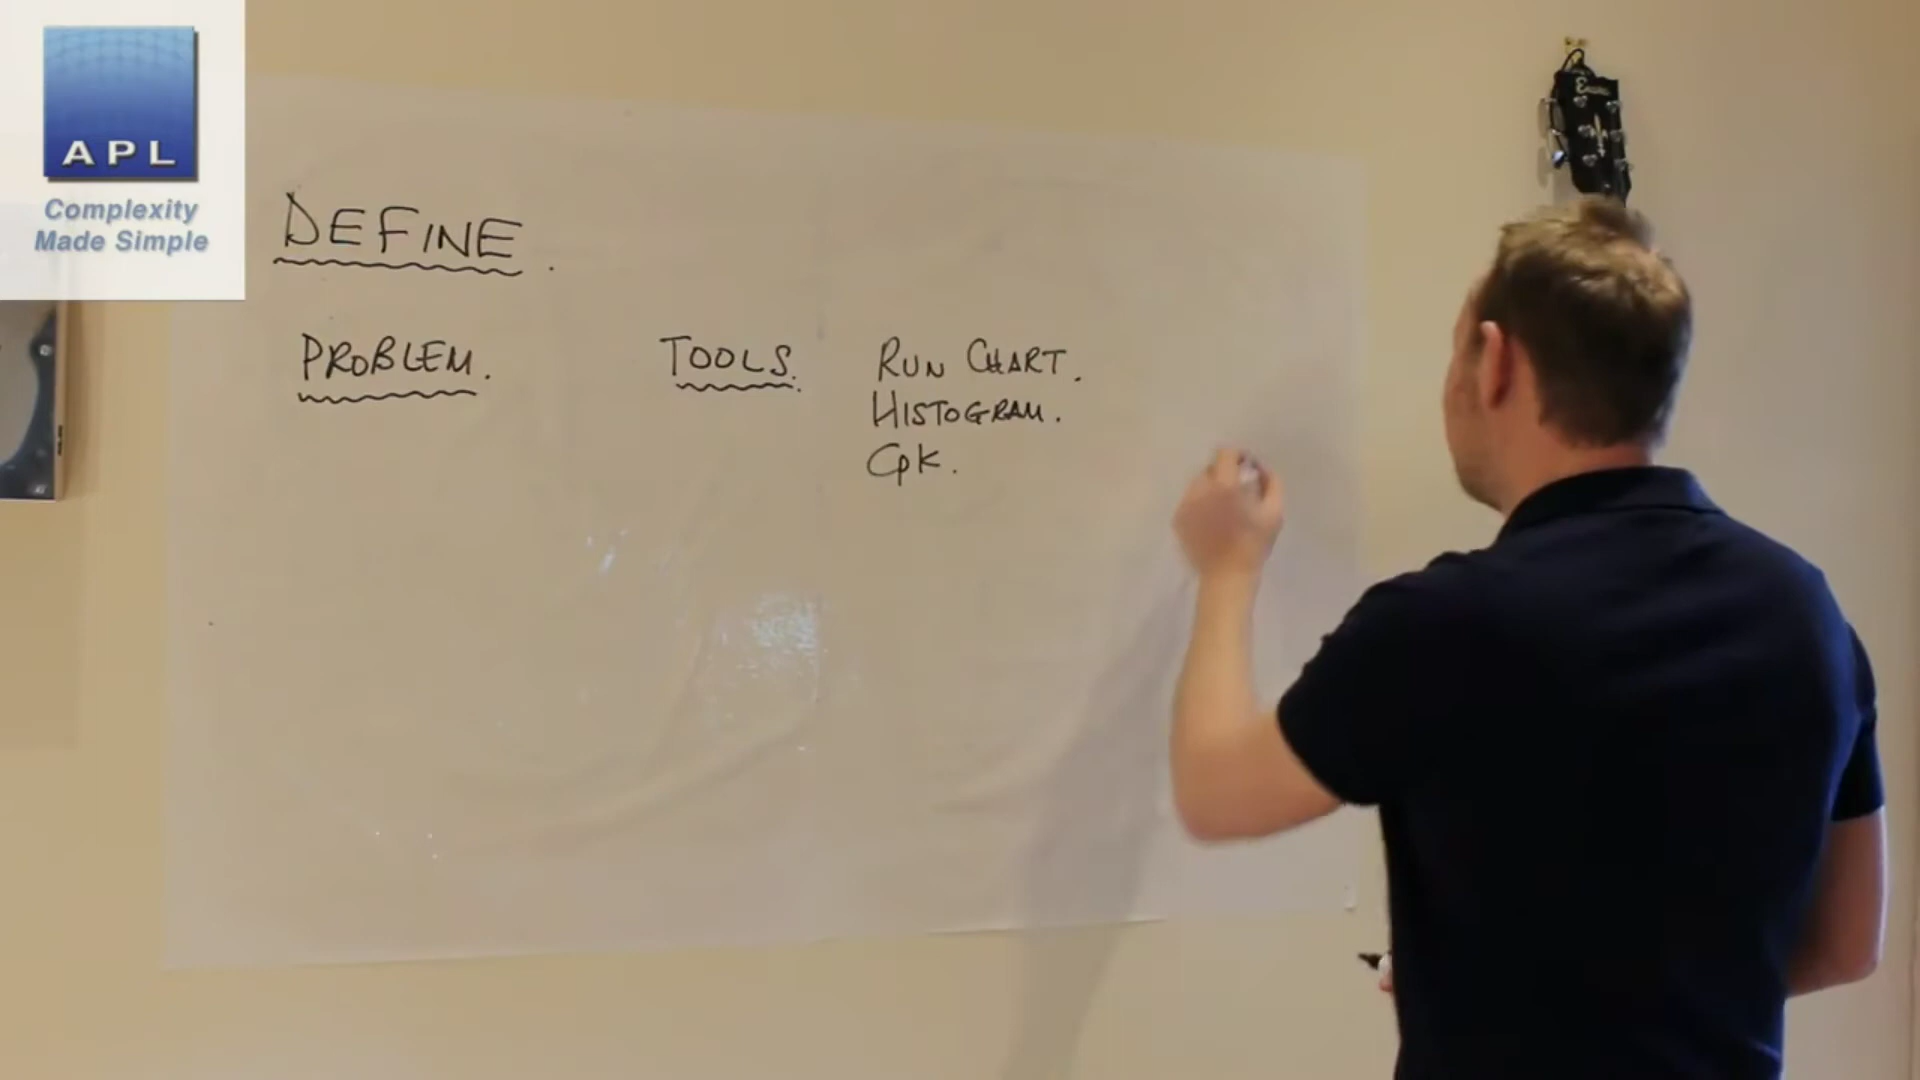 APL
Complexity
Made Simple
DEFINE.
PROBLEM.
TOOLS.
RUN CHART.
HISTOGRAM.
Cpk.